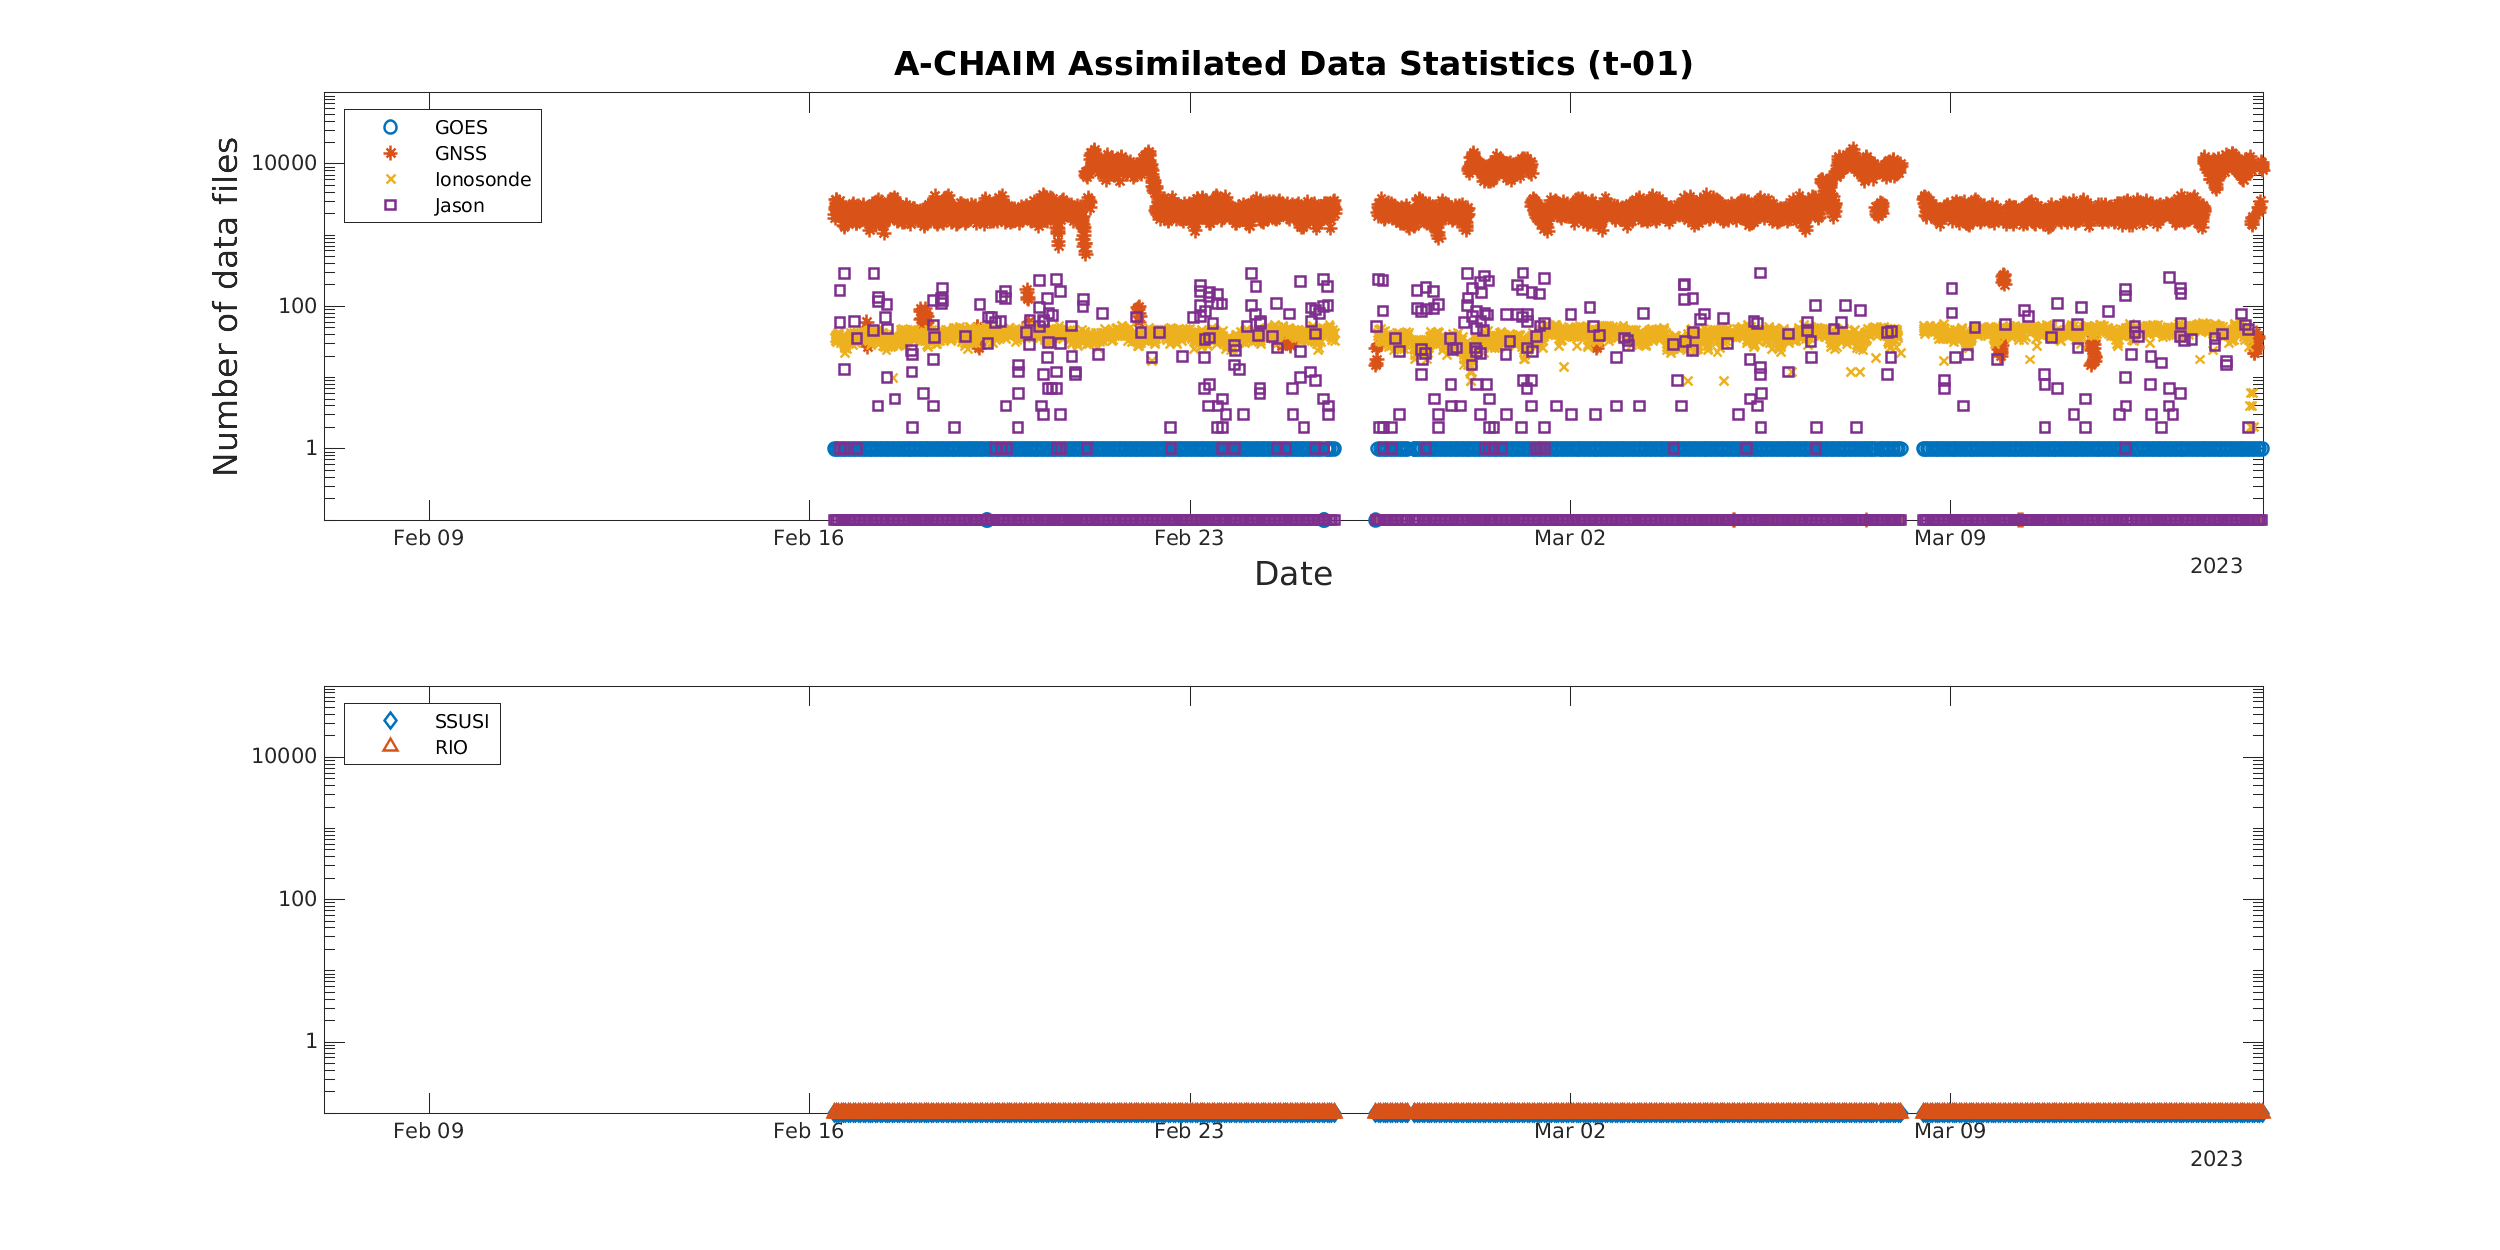 A-CHAIM Assimilated Data Statistics (t-01)
GOES
GNSS
Ionosonde
Jason
Number of data files
10000
100
1
Feb 09
Feb 16
Feb 23
Mar 02
Mar 09
Date
2023
SSUSI
RIO
10000
100
1
Feb 09
Feb 16
Feb 23
Mar 02
Mar 09
2023